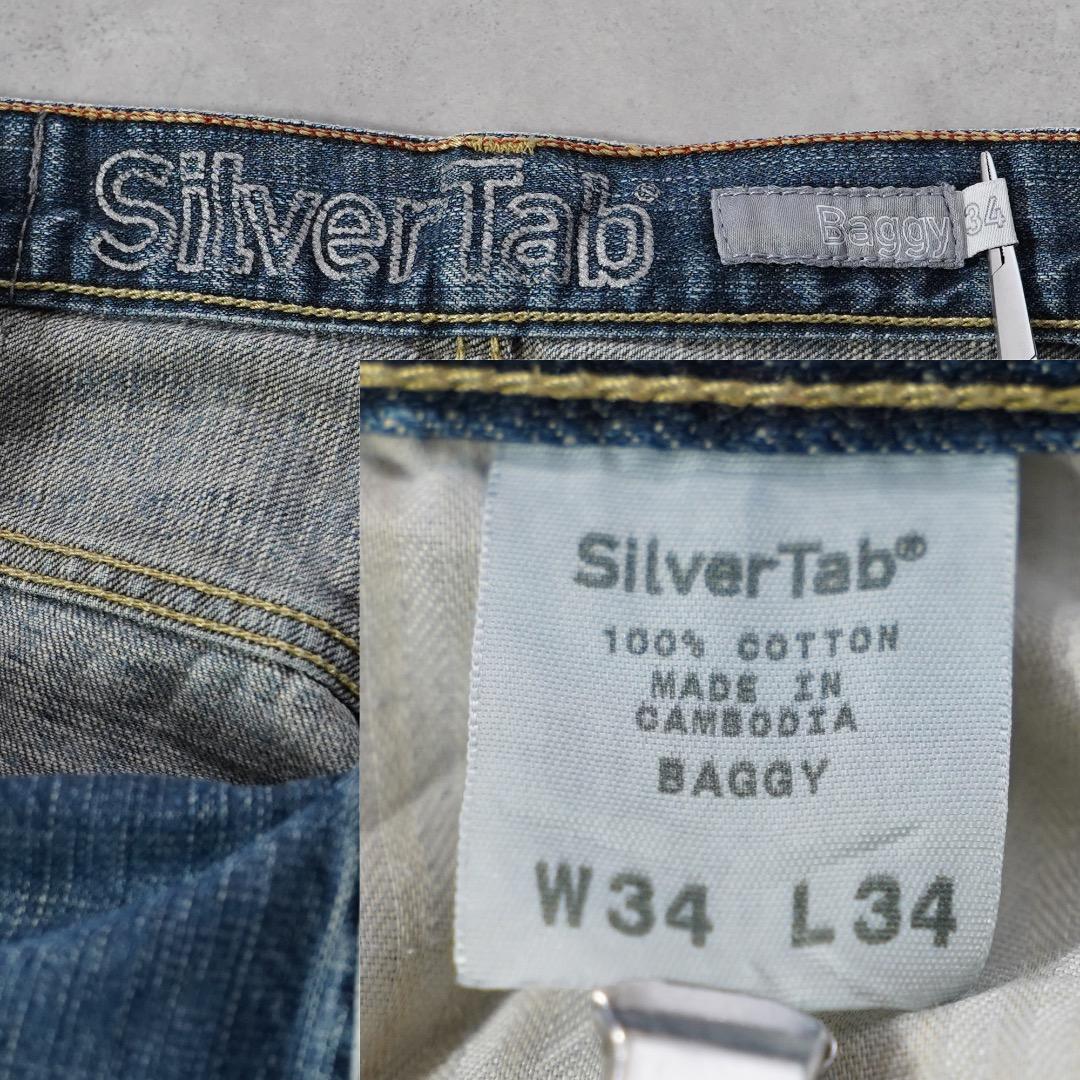 SilverTab®
Baggy 34
SilverTab®
100% COTTON
MADE IN
CAMBODIA
BAGGY
W34 L34